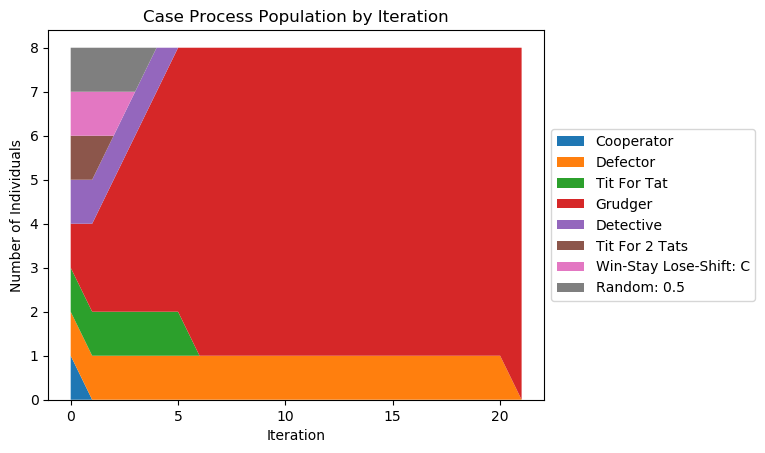 Case Process Population by Iteration
Number of Individuals
8
7
6
5
4
3
2
1
0
0 5 10 15 20
Iteration
Cooperator
Defector
Tit For Tat
Grudger
Detective
Tit For 2 Tats
Win-Stay Lose-Shift: C
Random: 0.5